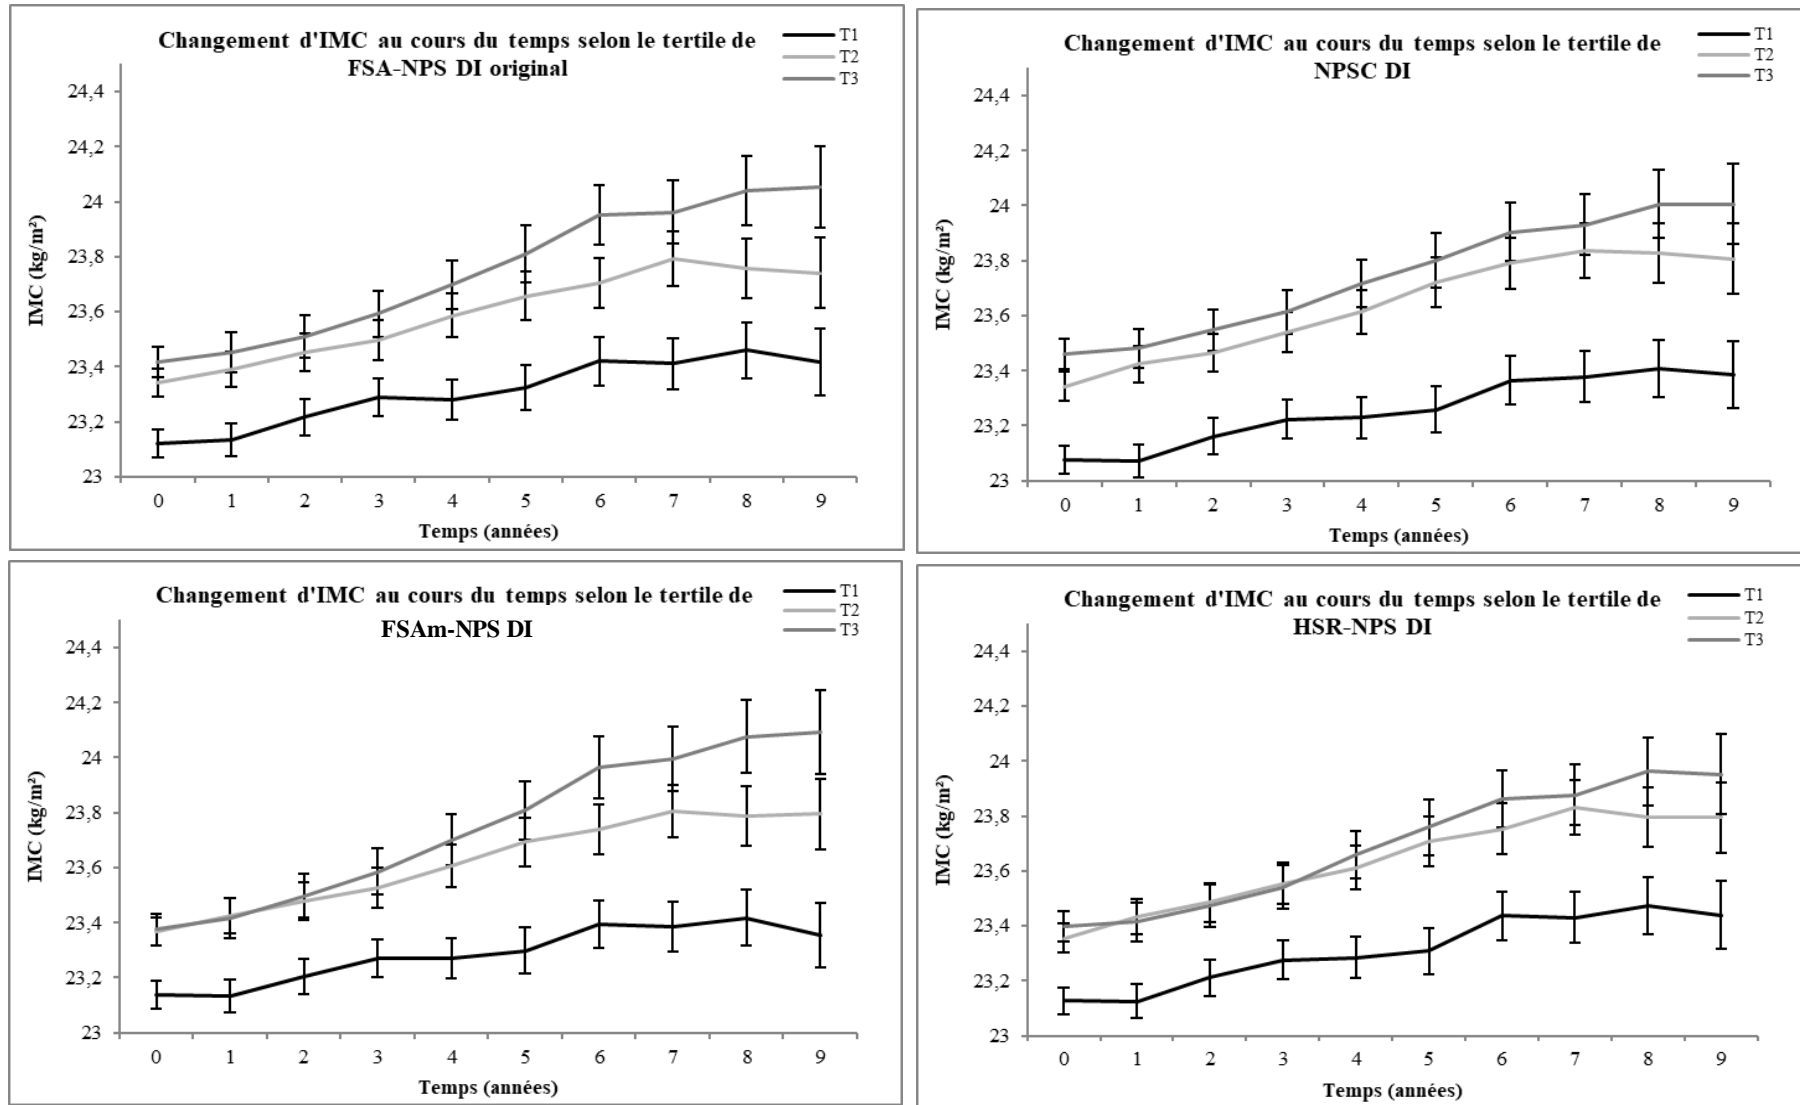 Changement d'IMC au cours du temps selon le tertile de
FSA-NPS DI original
T1
T2
T3
24,4
24,2
24
23,8
23,6
23,4
23,2
23
IMC (kg/m²)
0 1 2 3 4 5 6 7 8 9
Temps (années)
Changement d'IMC au cours du temps selon le tertile de
NPSC DI
T1
T2
T3
24,4
24,2
24
23,8
23,6
23,4
23,2
23
IMC (kg/m²)
0 1 2 3 4 5 6 7 8 9
Temps (années)
Changement d'IMC au cours du temps selon le tertile de
FSAm-NPS DI
T1
T2
T3
24,4
24,2
24
23,8
23,6
23,4
23,2
23
IMC (kg/m²)
0 1 2 3 4 5 6 7 8 9
Temps (années)
Changement d'IMC au cours du temps selon le tertile de
HSR-NPS DI
T1
T2
T3
24,4
24,2
24
23,8
23,6
23,4
23,2
23
IMC (kg/m²)
0 1 2 3 4 5 6 7 8 9
Temps (années)